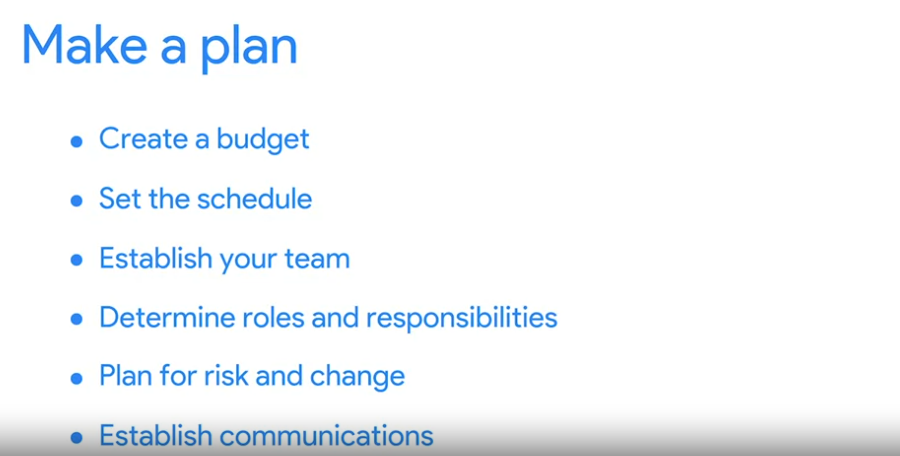 Make a plan
• Create a budget
• Set the schedule
• Establish your team
• Determine roles and responsibilities
• Plan for risk and change
• Establish communications